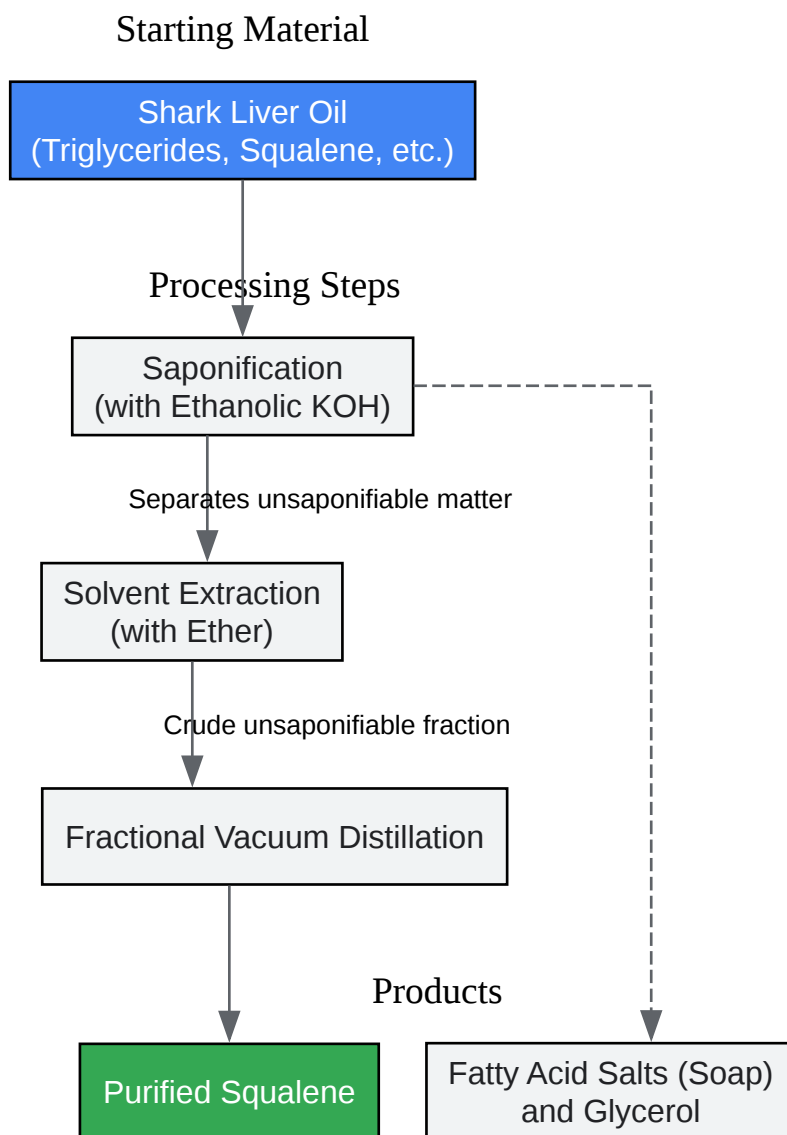 Starting Material
Shark Liver Oil
(Triglycerides, Squalene, etc.)
Processing Steps
Saponification
(with Ethanolic KOH)
Separates unsaponifiable matter
Solvent Extraction
(with Ether)
Crude unsaponifiable fraction
Fractional Vacuum Distillation
Products
Purified Squalene
Fatty Acid Salts (Soap)
and Glycerol